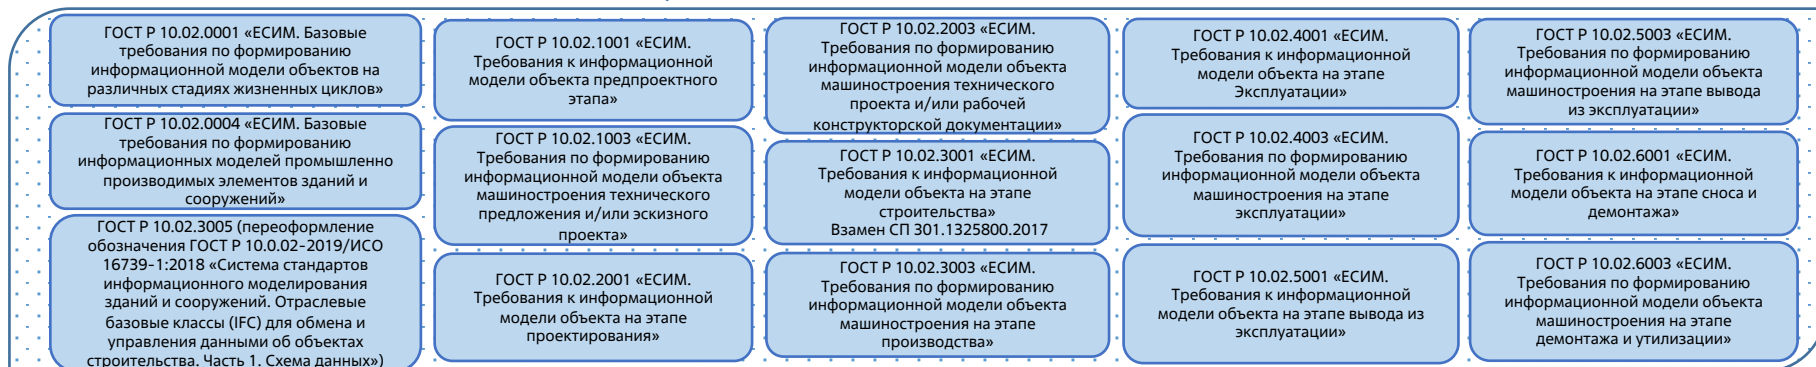 ГОСТ Р 10.02.0001 «ЕСИМ. Базовые
требования по формированию
информационной модели объектов на
различных стадиях жизненных циклов»
ГОСТ Р 10.02.0004 «ЕСИМ. Базовые
требования по формированию
информационных моделей промышленно
производимых элементов зданий и
сооружений»
ГОСТ Р 10.02.3005 (переоформление
обозначения ГОСТ Р 10.0.02-2019/ИСО
16739-1:2018 «Система стандартов
информационного моделирования
зданий и сооружений. Отраслевые
базовые классы (IFC) для обмена и
управления данными об объектах
строительства. Часть 1. Схема данных»)
ГОСТ Р 10.02.1001 «ЕСИМ.
Требования к информационной
модели объекта предпроектного
этапа»
ГОСТ Р 10.02.1003 «ЕСИМ.
Требования по формированию
информационной модели объекта
машиностроения технического
предложения и/или эскизного
проекта»
ГОСТ Р 10.02.2001 «ЕСИМ.
Требования к информационной
модели объекта на этапе
проектирования»
ГОСТ Р 10.02.2003 «ЕСИМ.
Требования по формированию
информационной модели объекта
машиностроения технического
проекта и/или рабочей
конструкторской документации»
ГОСТ Р 10.02.3001 «ЕСИМ.
Требования к информационной
модели объекта на этапе
строительства»
Взамен СП 301.1325800.2017
ГОСТ Р 10.02.3003 «ЕСИМ.
Требования по формированию
информационной модели объекта
машиностроения на этапе
производства»
ГОСТ Р 10.02.4001 «ЕСИМ.
Требования к информационной
модели объекта на этапе
Эксплуатации»
ГОСТ Р 10.02.4003 «ЕСИМ.
Требования по формированию
информационной модели объекта
машиностроения на этапе
эксплуатации»
ГОСТ Р 10.02.5001 «ЕСИМ.
Требования к информационной
модели объекта на этапе вывода из
эксплуатации»
ГОСТ Р 10.02.5003 «ЕСИМ.
Требования по формированию
информационной модели объекта
машиностроения на этапе вывода
из эксплуатации»
ГОСТ Р 10.02.6001 «ЕСИМ.
Требования к информационной
модели объекта на этапе сноса и
демонтажа»
ГОСТ Р 10.02.6003 «ЕСИМ.
Требования по формированию
информационной модели объекта
машиностроения на этапе
демонтажа и утилизации»